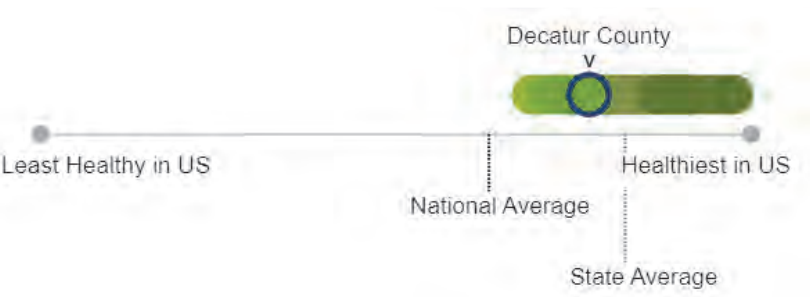 Decatur County
v
Least Healthy in US
Healthiest in US
National Average
State Average